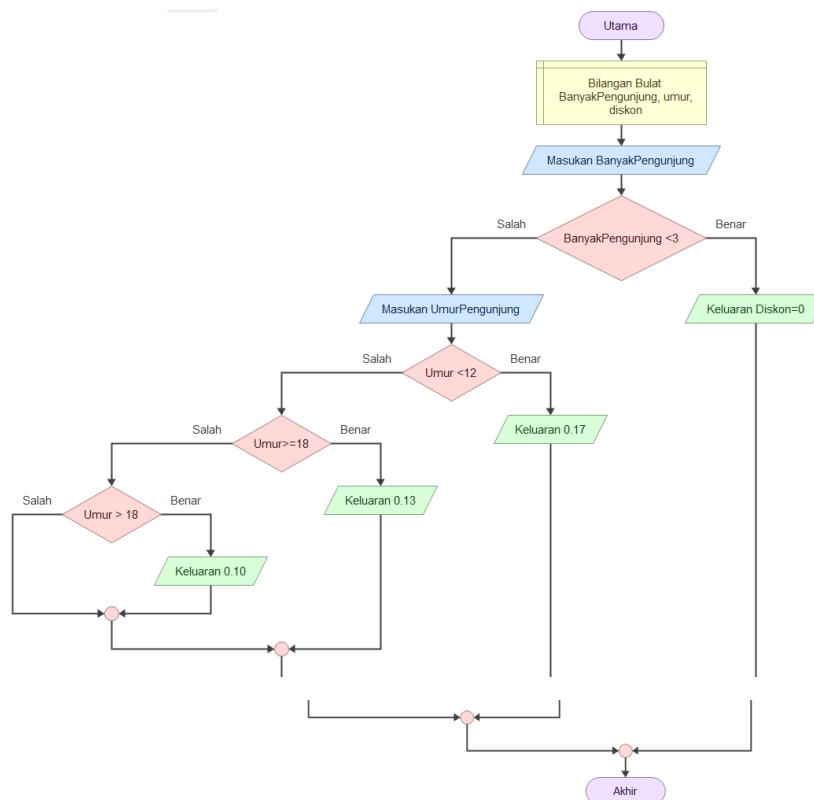 Utama
Bilangan Bulat
BanyakPengunjung, umur,
diskon
Masukan BanyakPengunjung
Salah
Benar
BanyakPengunjung <3
Masukan UmurPengunjung
Keluaran Diskon=0
Salah
Benar
Umur <12
Salah
Benar
Keluaran 0.17
Umur>=18
Salah
Benar
Keluaran 0.13
Umur > 18
Keluaran 0.10
Akhir